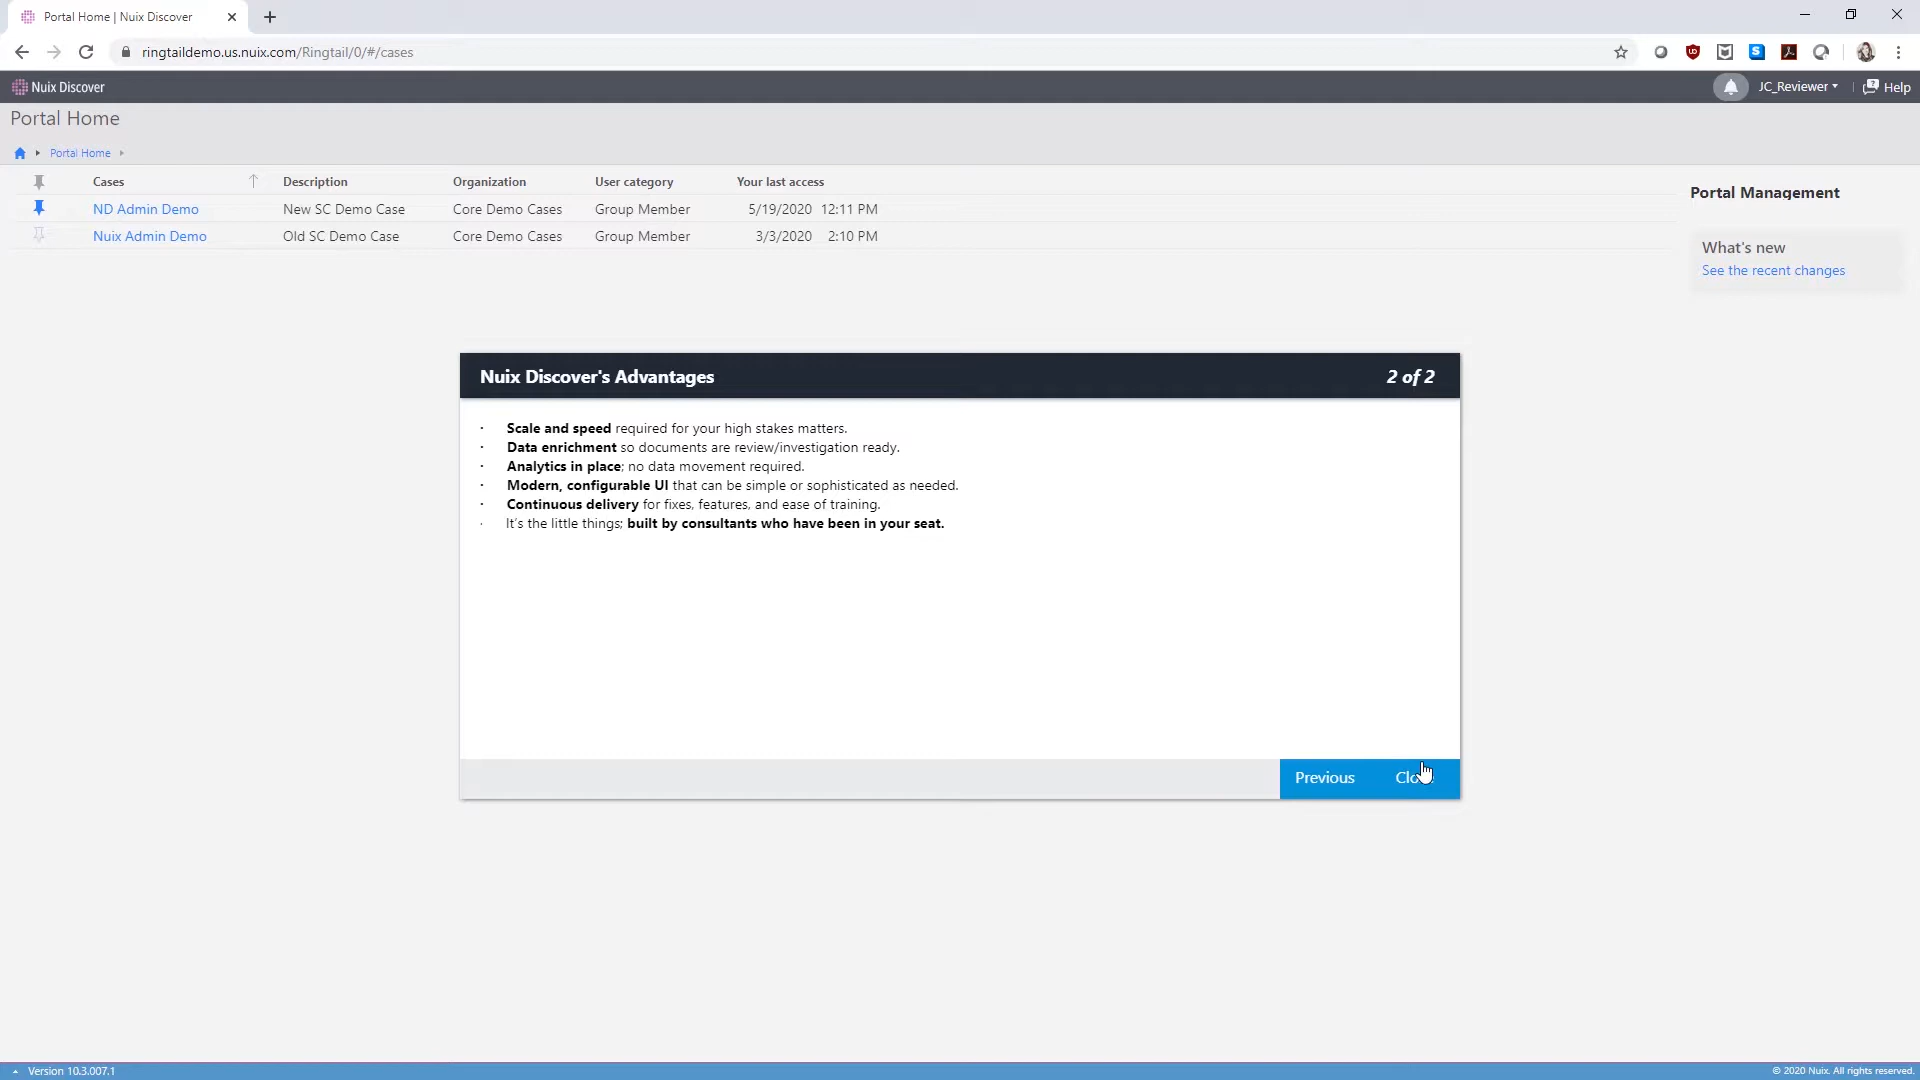 Portal Home | Nuix Discover
ringtaildemo.us.nuix.com/Ringtail/0/#/cases
Nuix Discover
JC_Reviewer
Help
Portal Home
Portal Home
Cases Description Organization User category Your last access
ND Admin Demo New SC Demo Case Core Demo Cases Group Member 5/19/2020 12:11 PM
Nuix Admin Demo Old SC Demo Case Core Demo Cases Group Member 3/3/2020 2:10 PM
Portal Management
What's new
See the recent changes
Nuix Discover's Advantages 2 of 2
· Scale and speed required for your high stakes matters.
· Data enrichment so documents are review/investigation ready.
· Analytics in place; no data movement required.
· Modern, configurable UI that can be simple or sophisticated as needed.
· Continuous delivery for fixes, features, and ease of training.
· It's the little things; built by consultants who have been in your seat.
Previous
Version 10.3.007.1
© 2020 Nuix. All rights reserved.